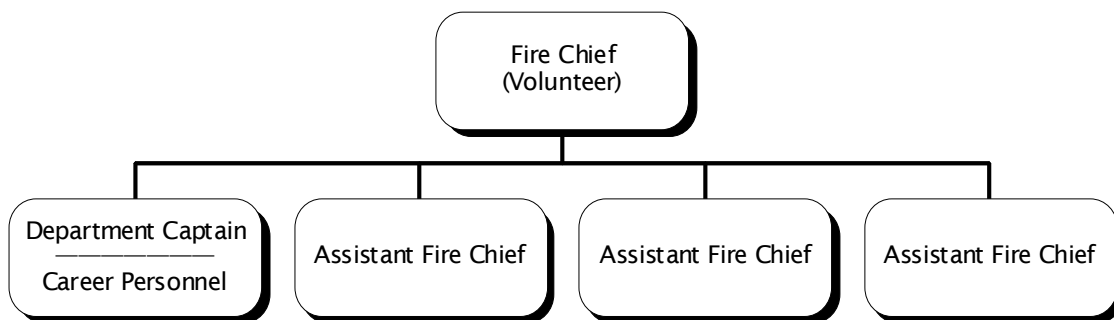 Fire Chief
(Volunteer)
Department Captain
Career Personnel
Assistant Fire Chief
Assistant Fire Chief
Assistant Fire Chief